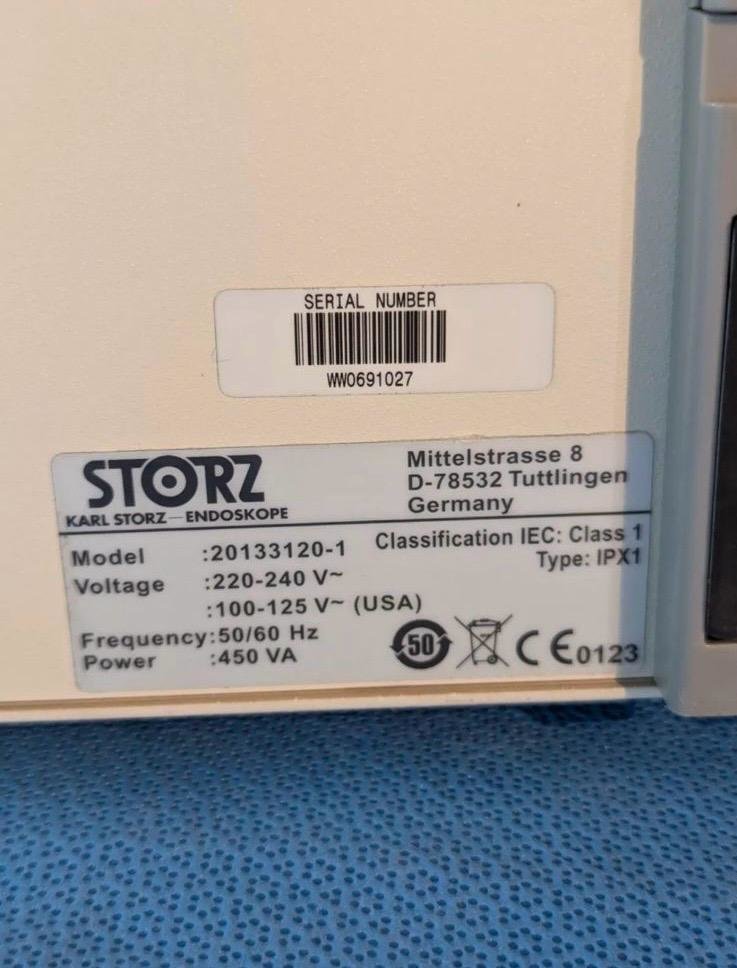 SERIAL NUMBER
WW0691027
STORZ
KARL STORZ—ENDOSKOPE
Mittelstrasse 8
D-78532 Tuttlingen
Germany
Classification IEC: Class 1
Type: IPX1
Model :20133120-1
Voltage :220-240 V~
:100-125 V~ (USA)
Frequency:50/60 Hz
Power :450 VA
50
CE0123